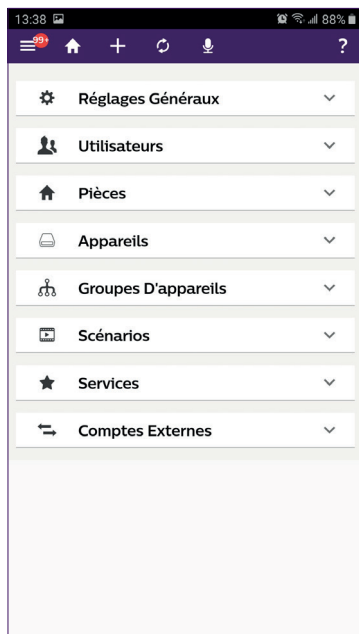 13:38 88%
99+ ?
Réglages Généraux
Utilisateurs
Pièces
Appareils
Groupes D'appareils
Scénarios
Services
Comptes Externes